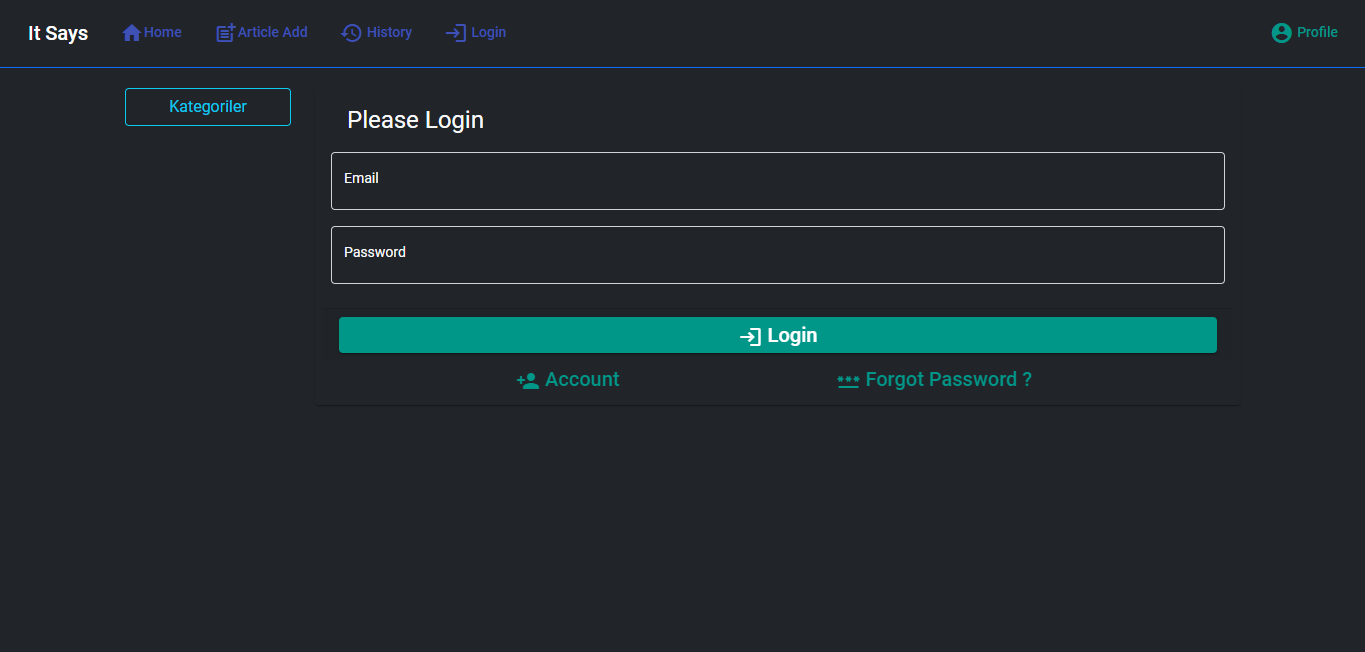 It Says Home Article Add History Login Profile
Kategoriler
Please Login
Email
Password
Login
Account Forgot Password ?